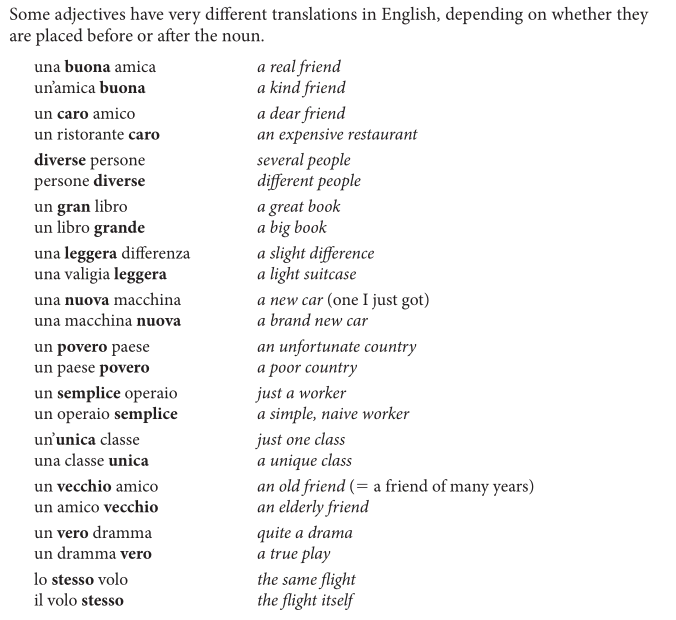 Some adjectives have very different translations in English, depending on whether they
are placed before or after the noun.
una buona amica a real friend
un'amica buona a kind friend
un caro amico a dear friend
un ristorante caro an expensive restaurant
diverse persone several people
persone diverse different people
un gran libro a great book
un libro grande a big book
una leggera differenza a slight difference
una valigia leggera a light suitcase
una nuova macchina a new car (one I just got)
una macchina nuova a brand new car
un povero paese an unfortunate country
un paese povero a poor country
un semplice operaio just a worker
un operaio semplice a simple, naive worker
un'unica classe just one class
una classe unica a unique class
un vecchio amico an old friend (= a friend of many years)
un amico vecchio an elderly friend
un vero dramma quite a drama
un dramma vero a true play
lo stesso volo the same flight
il volo stesso the flight itself